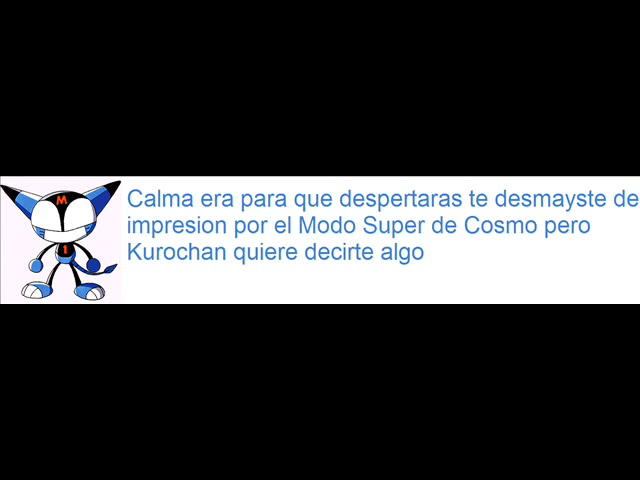 Calma era para que despertaras te desmayste de
impresion por el Modo Super de Cosmo pero
Kurochan quiere decirte algo
M
1